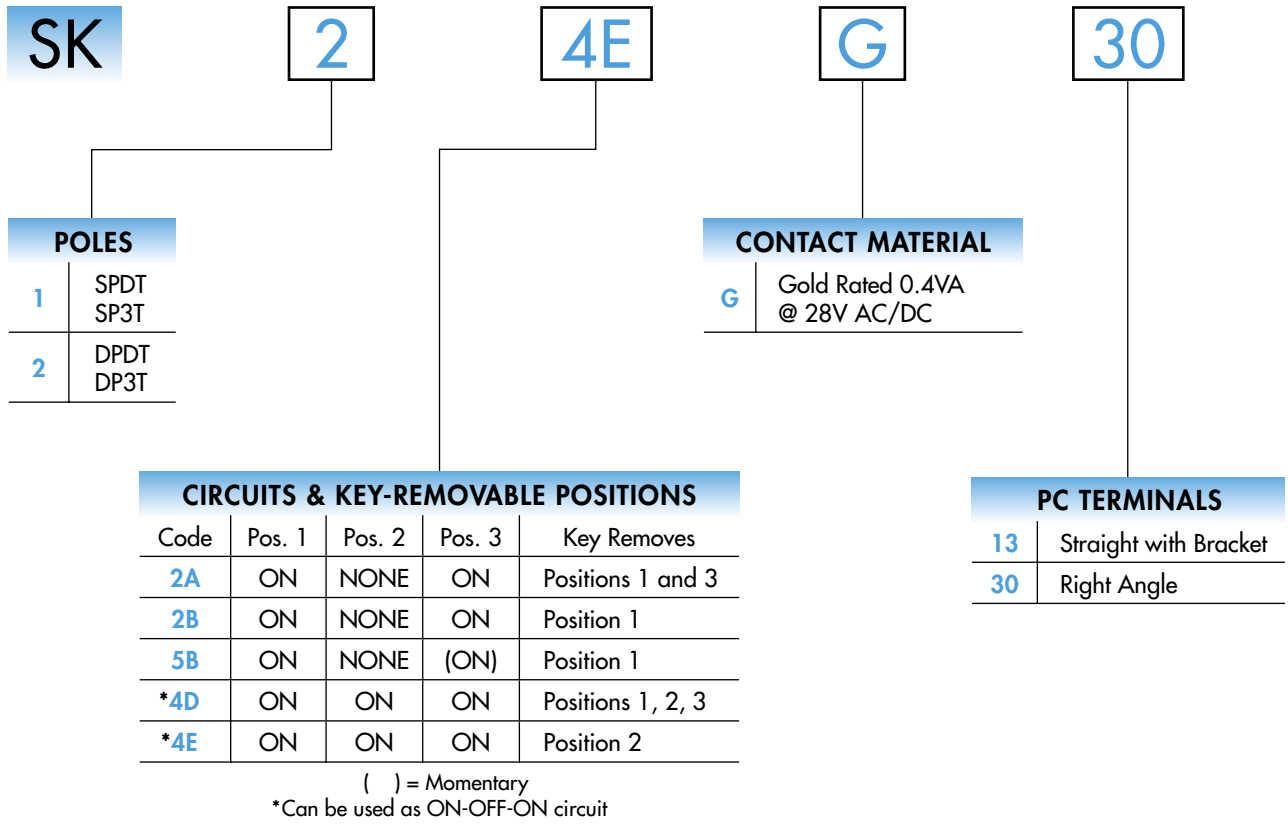 SK 2 4E G 30
POLES
1 SPDT
SP3T
2 DPDT
DP3T
CONTACT MATERIAL
G Gold Rated 0.4VA
@ 28V AC/DC
CIRCUITS & KEY-REMOVABLE POSITIONS
Code Pos. 1 Pos. 2 Pos. 3 Key Removes
2A ON NONE ON Positions 1 and 3
2B ON NONE ON Position 1
5B ON NONE (ON) Position 1
*4D ON ON ON Positions 1, 2, 3
*4E ON ON ON Position 2
( ) = Momentary
*Can be used as ON-OFF-ON circuit
PC TERMINALS
13 Straight with Bracket
30 Right Angle